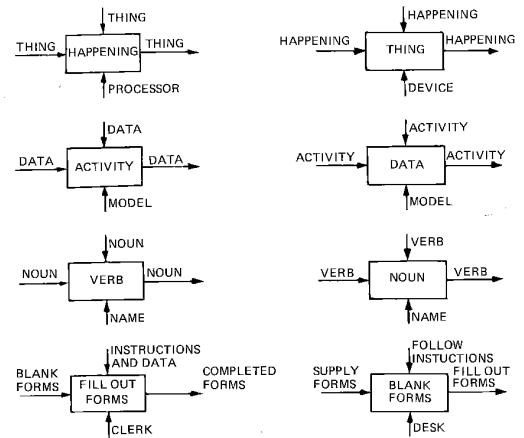 THING
THING
HAPPENING
THING
PROCESSOR
HAPPENING
HAPPENING
THING
HAPPENING
DEVICE
DATA
DATA
ACTIVITY
DATA
MODEL
ACTIVITY
ACTIVITY
DATA
ACTIVITY
MODEL
NOUN
NOUN
VERB
NOUN
NAME
VERB
VERB
NOUN
VERB
NAME
INSTRUCTIONS
AND DATA
BLANK
FORMS
FILL OUT
FORMS
COMPLETED
FORMS
CLERK
FOLLOW
INSTUCTIONS
SUPPLY
FORMS
BLANK
FORMS
FILL OUT
FORMS
DESK